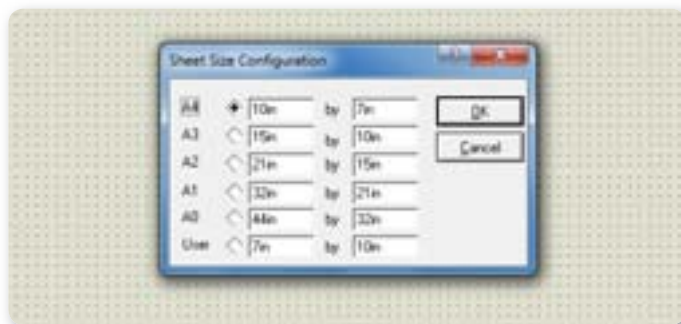 Sheet Size Configuration
A4 10in by 7in OK
A3 15in by 10in Cancel
A2 21in by 15in
A1 32in by 21in
A0 44in by 32in
User 7in by 10in